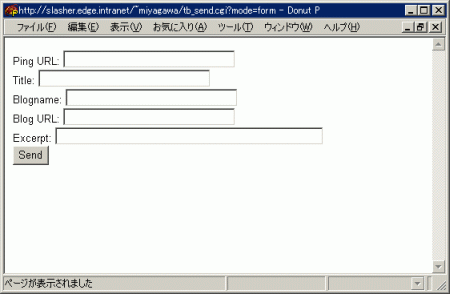 http://slasher.edge.intranet/~miyagawa/tb_send.cgi?mode=form - Donut P
ファイル(F) 編集(E) 表示(V) お気に入り(A) ツール(T) ウィンドウ(W) ヘルプ(H)
Ping URL:
Title:
Blogname:
Blog URL:
Excerpt:
Send
ページが表示されました